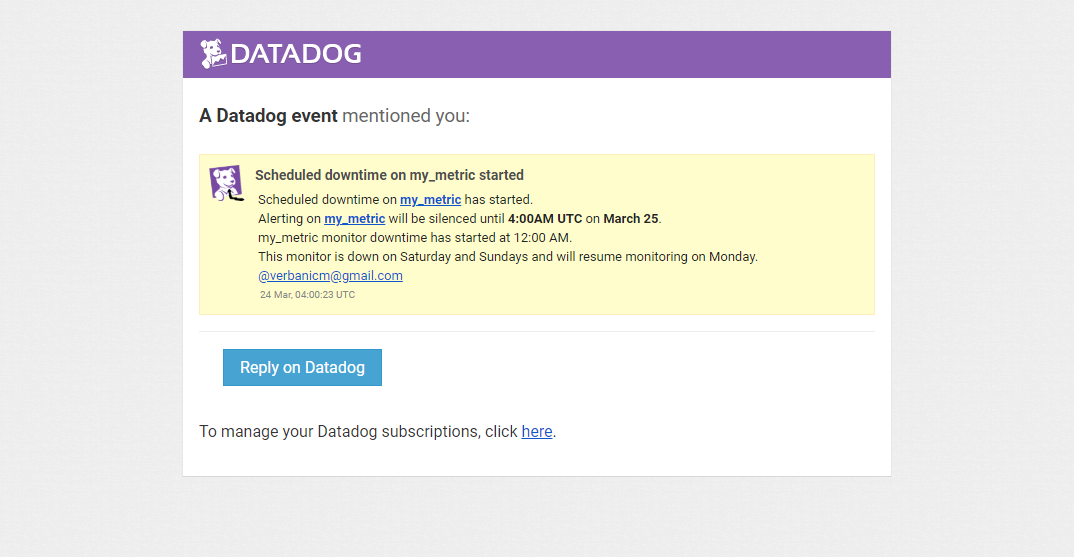 DATADOG
A Datadog event mentioned you:
Scheduled downtime on my_metric started
Scheduled downtime on my_metric has started.
Alerting on my_metric will be silenced until 4:00AM UTC on March 25.
my_metric monitor downtime has started at 12:00 AM.
This monitor is down on Saturday and Sundays and will resume monitoring on Monday.
@verbanicm@gmail.com
24 Mar, 04:00:23 UTC
Reply on Datadog
To manage your Datadog subscriptions, click here.